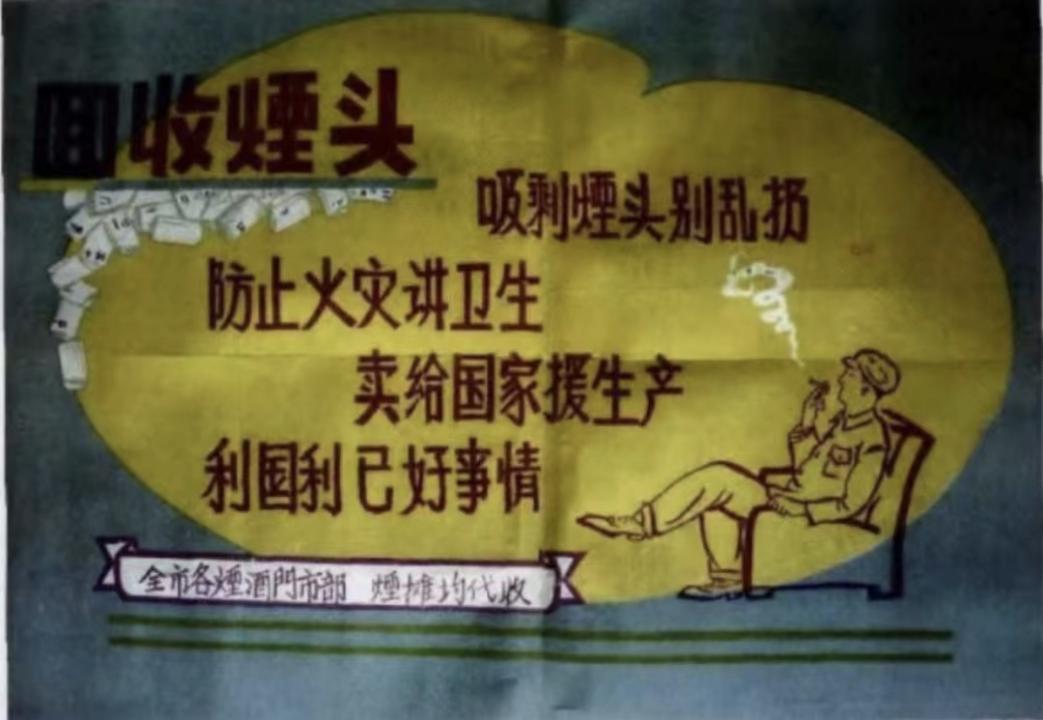 回收煙头
吸剩煙头别乱扔
防止火灾讲卫生
卖给国家援生产
利国利己好事情
全市各煙酒門市部 煙摊均代收